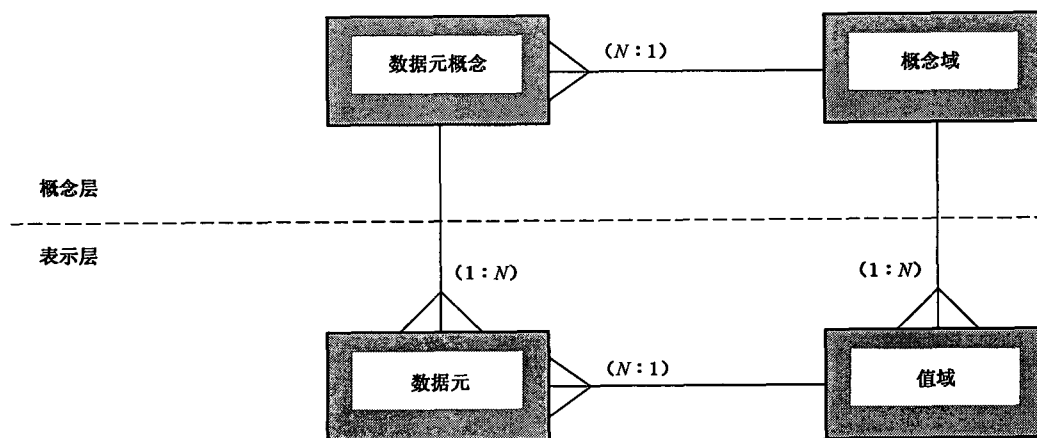 数据元概念
(N:1)
概念域
概念层
表示层
(1:N)
(1:N)
数据元
(N:1)
值域